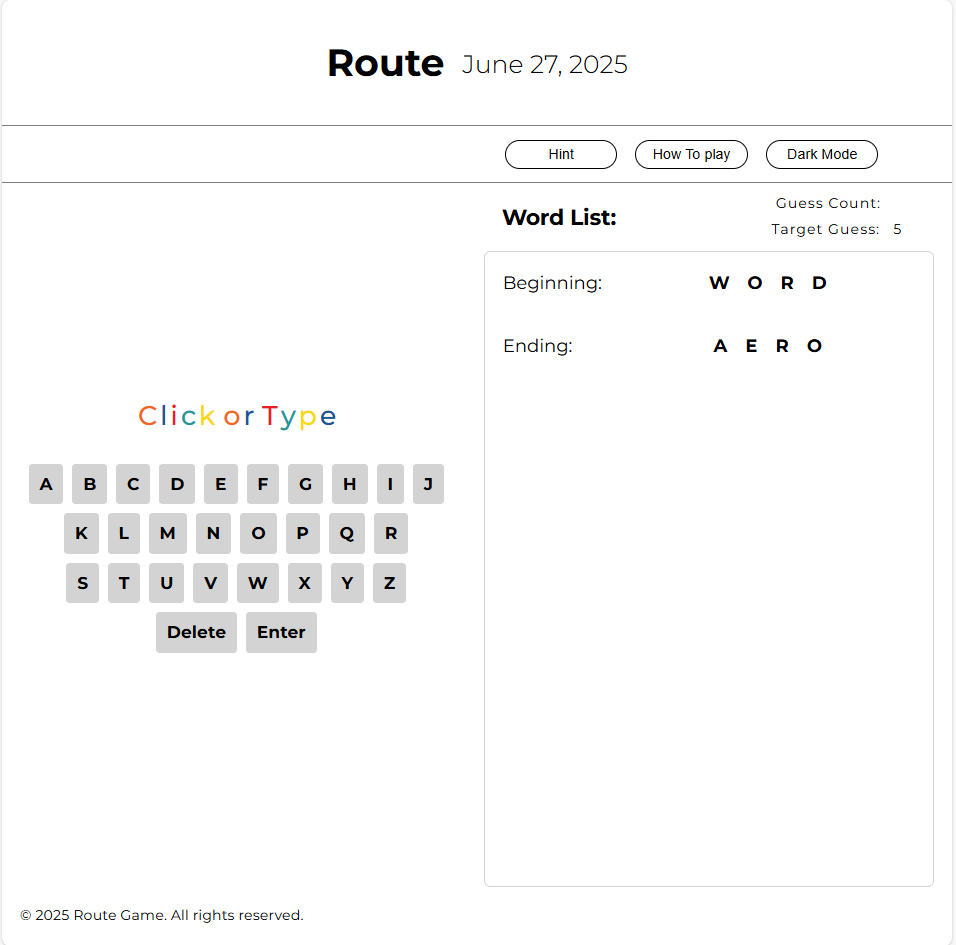 Route June 27, 2025
Hint How To play Dark Mode
Word List:
Guess Count:
Target Guess: 5
Beginning: W O R D
Ending: A E R O
Click or Type
A B C D E F G H I J
K L M N O P Q R
S T U V W X Y Z
Delete Enter
© 2025 Route Game. All rights reserved.